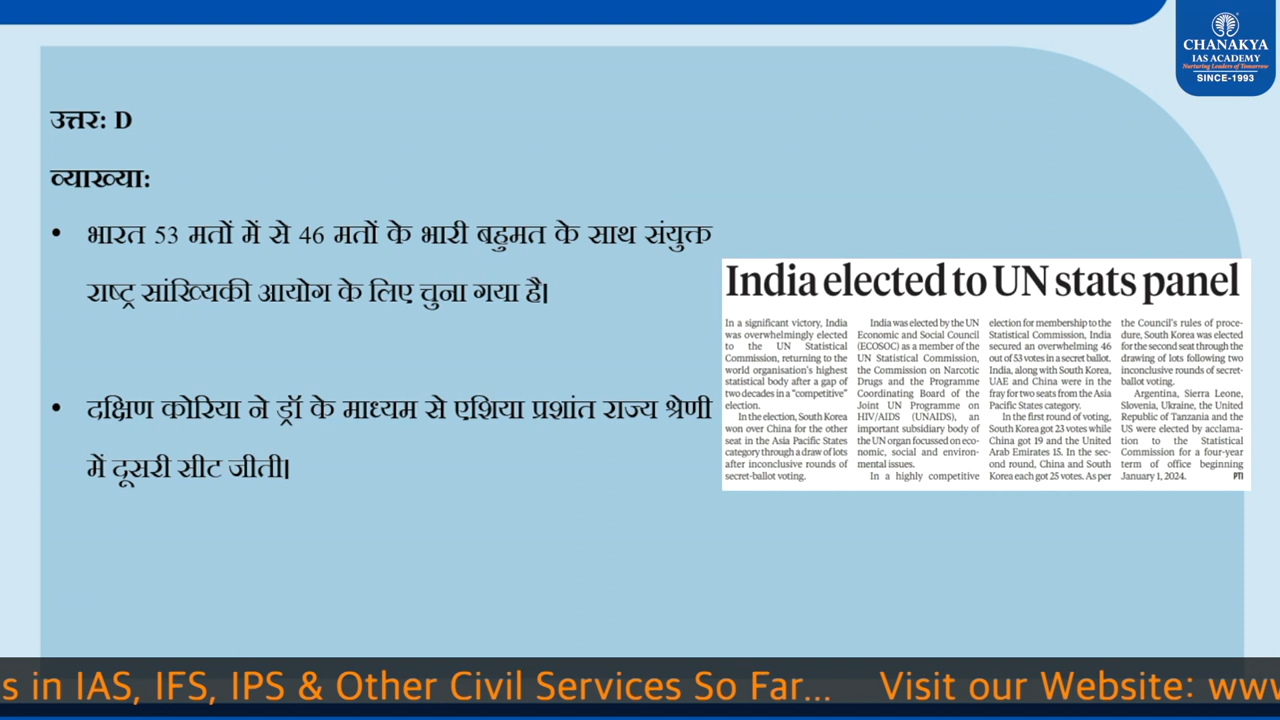 CHANAKYA
IAS ACADEMY
Nurturing Leaders of Tomorrow
SINCE-1993
उत्तर: D
व्याख्या:
• भारत 53 मतों में से 46 मतों के भारी बहुमत के साथ संयुक्त
राष्ट्र सांख्यिकी आयोग के लिए चुना गया है।
• दक्षिण कोरिया ने ड्रॉ के माध्यम से एशिया प्रशांत राज्य श्रेणी
में दूसरी सीट जीती।
India elected to UN stats panel
In a significant victory, India
was overwhelmingly elected
to the UN Statistical
Commission, returning to the
world organisation's highest
statistical body after a gap of
two decades in a "competitive"
election.
In the election, South Korea
won over China for the other
seat in the Asia Pacific States
category through a draw of lots
after inconclusive rounds of
secret-ballot voting.
India was elected by the UN
Economic and Social Council
(ECOSOC) as a member of the
UN Statistical Commission,
the Commission on Narcotic
Drugs and the Programme
Coordinating Board of the
Joint UN Programme on
HIV/AIDS (UNAIDS), an
important subsidiary body of
the UN organ focussed on eco-
nomic, social and environ-
mental issues.
In a highly competitive
election for membership to the
Statistical Commission, India
secured an overwhelming 46
out of 53 votes in a secret ballot.
India, along with South Korea,
UAE and China were in the
fray for two seats from the Asia
Pacific States category.
In the first round of voting,
South Korea got 23 votes while
China got 19 and the United
Arab Emirates 15. In the sec-
ond round, China and South
Korea each got 25 votes. As per
the Council's rules of proce-
dure, South Korea was elected
for the second seat through the
drawing of lots following two
inconclusive rounds of secret-
ballot voting.
Argentina, Sierra Leone,
Slovenia, Ukraine, the United
Republic of Tanzania and the
US were elected by acclama-
tion to the Statistical
Commission for a four-year
term of office beginning
January 1, 2024. PTI
s in IAS, IFS, IPS & Other Civil Services So Far... Visit our Website: www